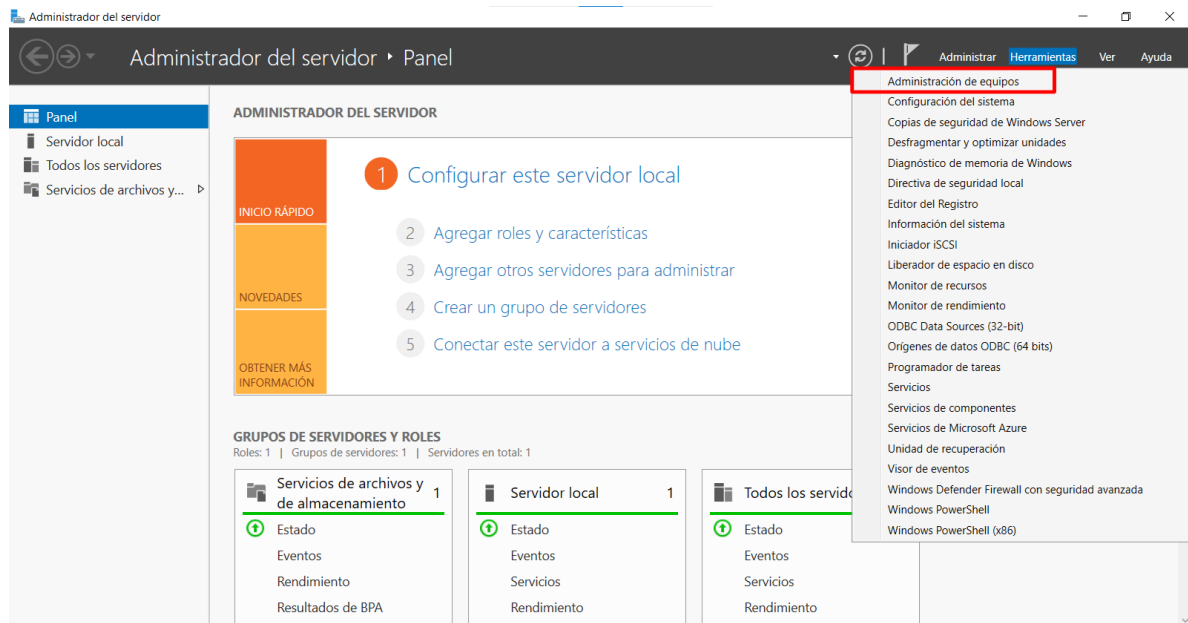 Administrador del servidor
Administrador del servidor ‣ Panel
Administrar Herramientas Ver Ayuda
Panel
Servidor local
Todos los servidores
Servicios de archivos y...
ADMINISTRADOR DEL SERVIDOR
INICIO RÁPIDO
NOVEDADES
OBTENER MÁS
INFORMACIÓN
1 Configurar este servidor local
2 Agregar roles y características
3 Agregar otros servidores para administrar
4 Crear un grupo de servidores
5 Conectar este servidor a servicios de nube
GRUPOS DE SERVIDORES Y ROLES
Roles: 1 | Grupos de servidores: 1 | Servidores en total: 1
Servicios de archivos y
de almacenamiento 1
Estado
Eventos
Rendimiento
Resultados de BPA
Servidor local 1
Estado
Eventos
Servicios
Rendimiento
Todos los
Estado
Eventos
Servicios
Rendimiento
Administración de equipos
Configuración del sistema
Copias de seguridad de Windows Server
Desfragmentar y optimizar unidades
Diagnóstico de memoria de Windows
Directiva de seguridad local
Editor del Registro
Información del sistema
Iniciador iSCSI
Liberador de espacio en disco
Monitor de recursos
Monitor de rendimiento
ODBC Data Sources (32-bit)
Orígenes de datos ODBC (64 bits)
Programador de tareas
Servicios
Servicios de componentes
Servicios de Microsoft Azure
Unidad de recuperación
Visor de eventos
Windows Defender Firewall con seguridad avanzada
Windows PowerShell
Windows PowerShell (x86)